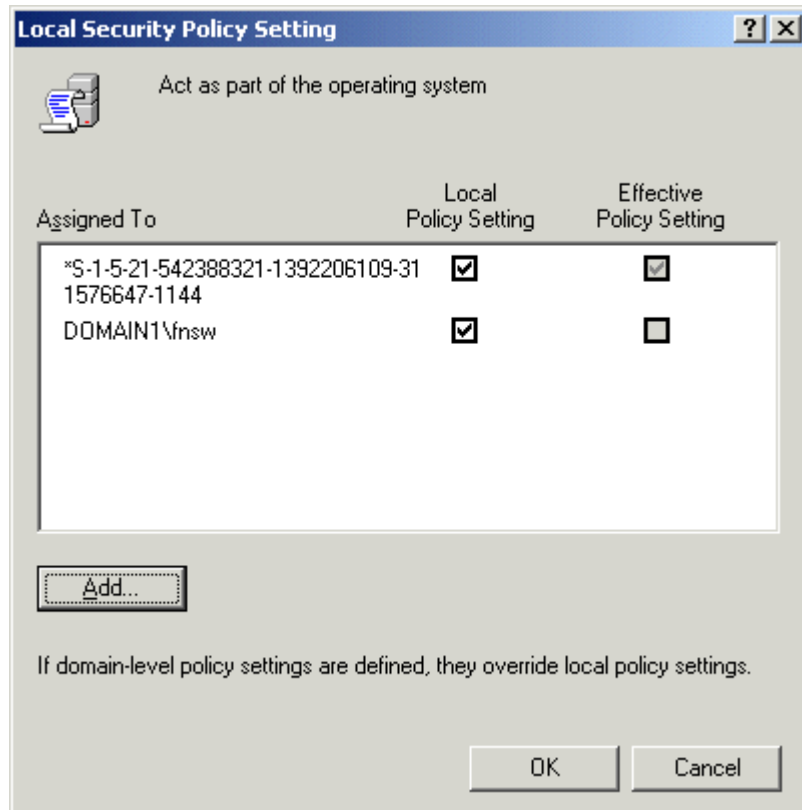 Local Security Policy Setting
Act as part of the operating system
Local Effective
Assigned To Policy Setting Policy Setting
*S-1-5-21-542388321-1392206109-31
1576647-1144
DOMAIN1\fnsw
Add...
If domain-level policy settings are defined, they override local policy settings.
OK Cancel